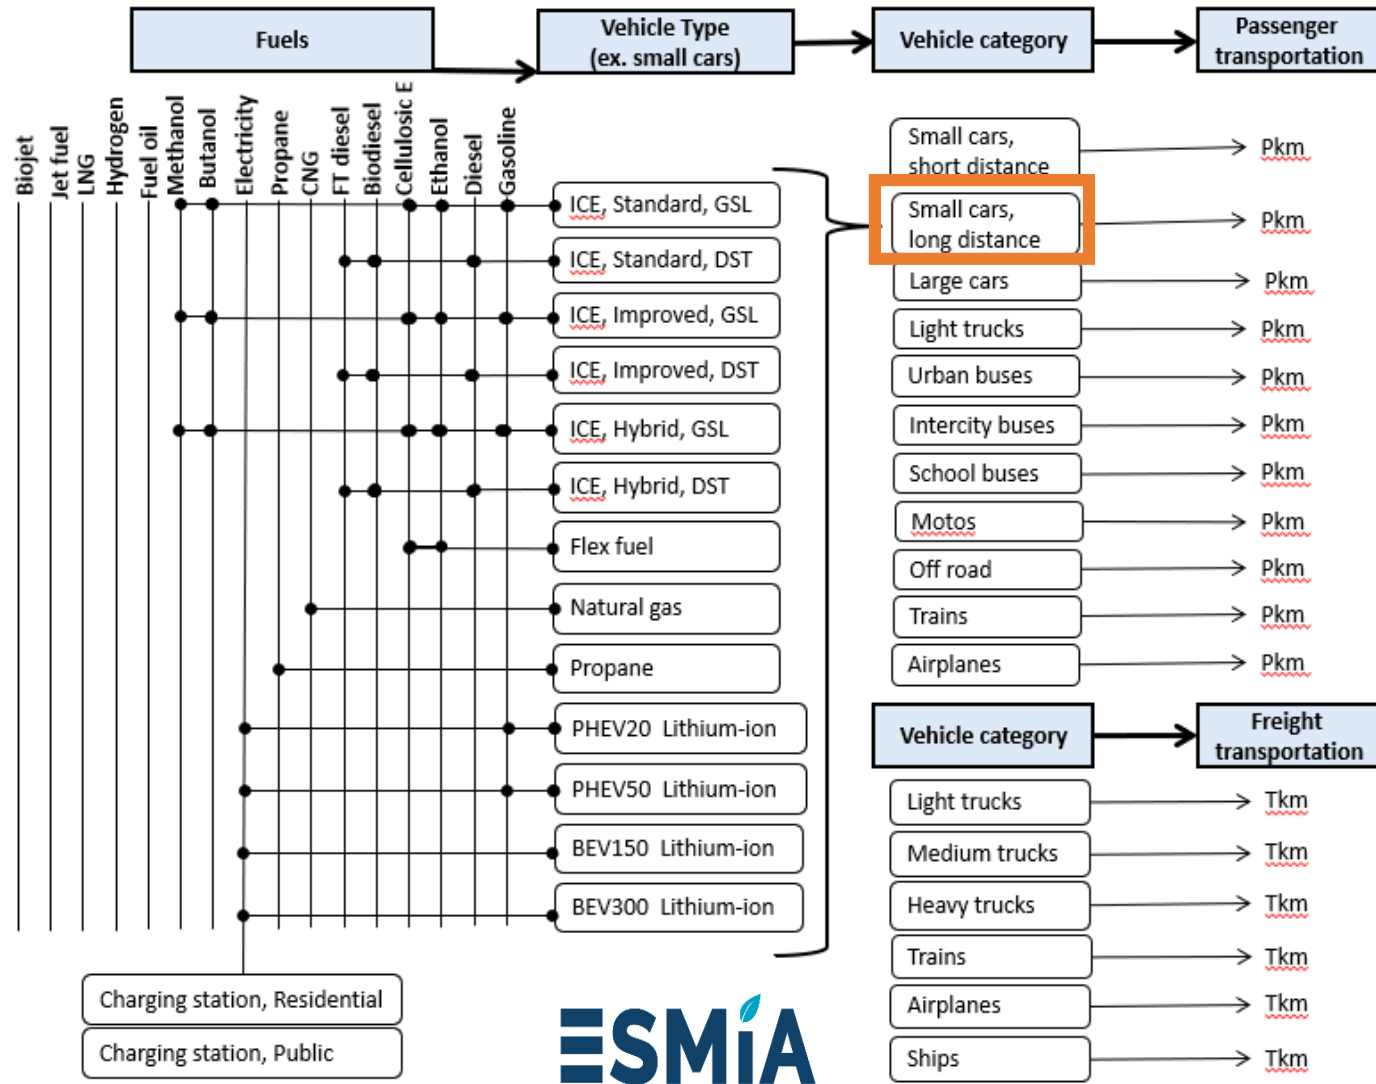 Fuels
Vehicle Type
(ex. small cars)
Vehicle category
Passenger
transportation
Biojet
Jet fuel
LNG
Hydrogen
Fuel oil
Methanol
Butanol
Electricity
Propane
CNG
FT diesel
Biodiesel
Cellulosic E
Ethanol
Diesel
Gasoline
ICE, Standard, GSL
ICE, Standard, DST
ICE, Improved, GSL
ICE, Improved, DST
ICE, Hybrid, GSL
ICE, Hybrid, DST
Flex fuel
Natural gas
Propane
PHEV20 Lithium-ion
PHEV50 Lithium-ion
BEV150 Lithium-ion
BEV300 Lithium-ion
Charging station, Residential
Charging station, Public
Small cars,
short distance
Pkm
Small cars,
long distance
Pkm
Large cars
Pkm
Light trucks
Pkm
Urban buses
Pkm
Intercity buses
Pkm
School buses
Pkm
Motos
Pkm
Off road
Pkm
Trains
Pkm
Airplanes
Pkm
Vehicle category
Freight
transportation
Light trucks
Tkm
Medium trucks
Tkm
Heavy trucks
Tkm
Trains
Tkm
Airplanes
Tkm
Ships
Tkm
ESMiA